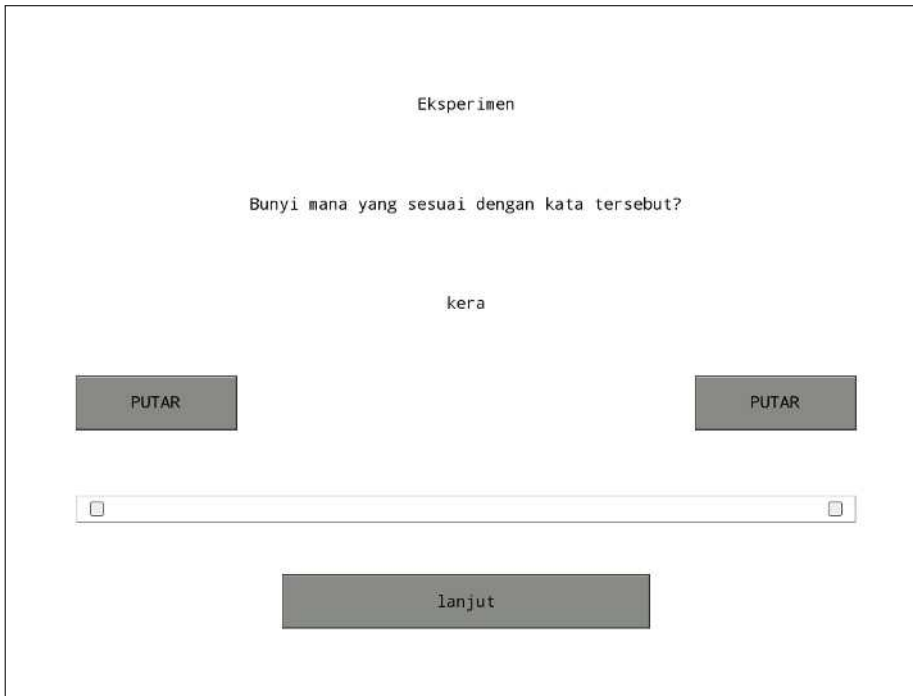 Eksperimen
Bunyi mana yang sesuai dengan kata tersebut?
kera
PUTAR PUTAR
lanjut